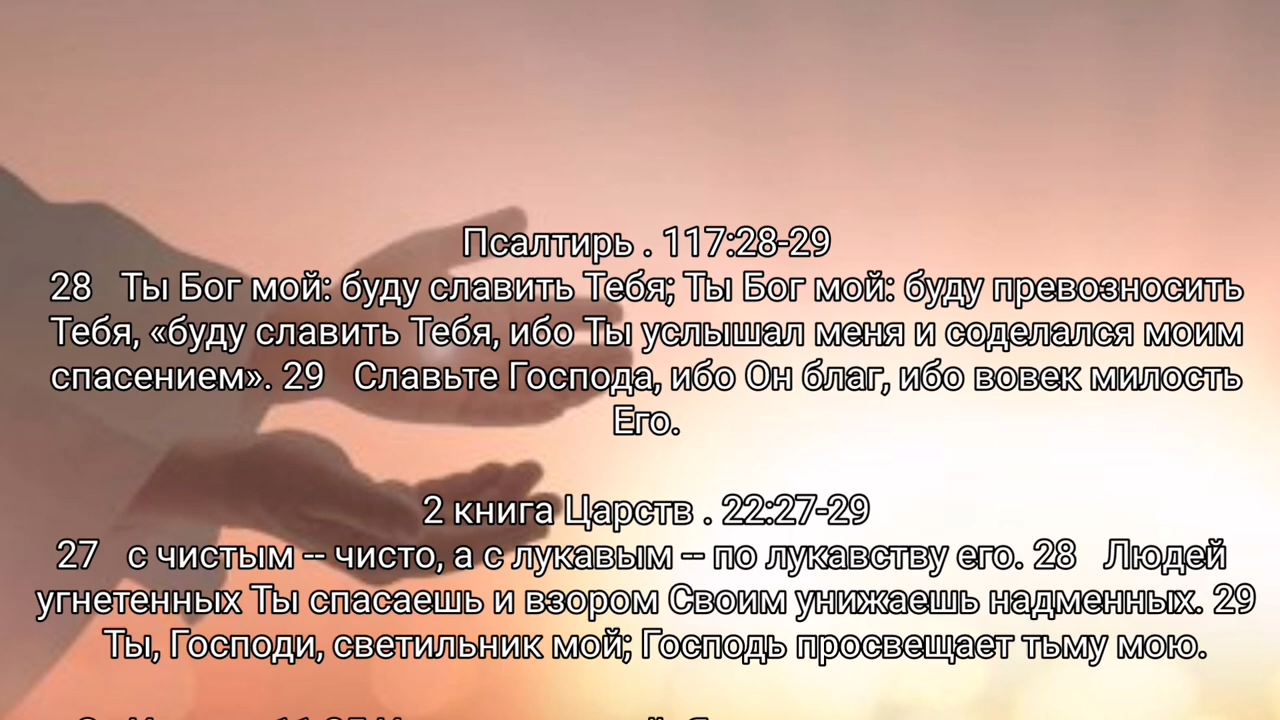 Псалтирь . 117:28-29
28 Ты Бог мой: буду славить Тебя; Ты Бог мой: буду превозносить
Тебя, «буду славить Тебя, ибо Ты услышал меня и соделался моим
спасением». 29 Славьте Господа, ибо Он благ, ибо вовек милость
Его.
2 книга Царств . 22:27-29
27 с чистым -- чисто, а с лукавым -- по лукавству его. 28 Людей
угнетенных Ты спасаешь и взором Своим унижаешь надменных. 29
Ты, Господи, светильник мой; Господь просвещает тьму мою.